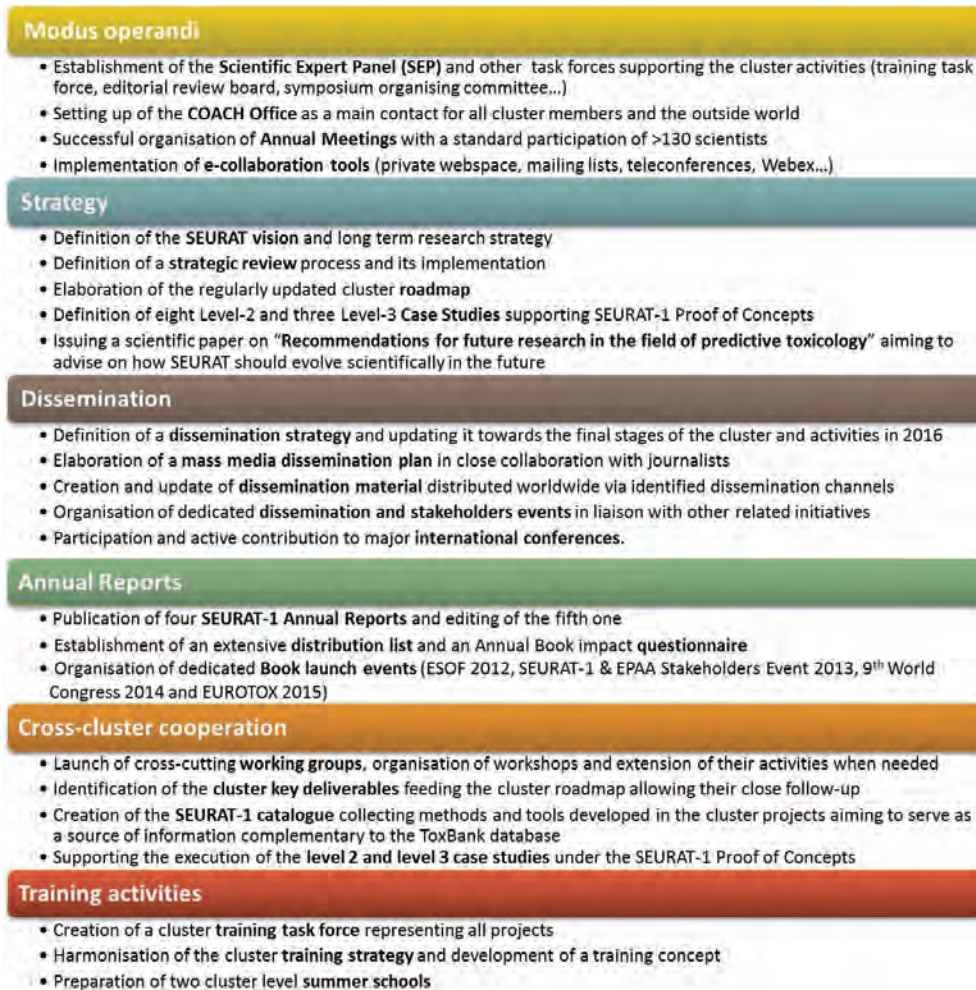 Modus operandi
• Establishment of the Scientific Expert Panel (SEP) and other task forces supporting the cluster activities (training task
force, editorial review board, symposium organising committee...)
• Setting up of the COACH Office as a main contact for all cluster members and the outside world
• Successful organisation of Annual Meetings with a standard participation of >130 scientists
• Implementation of e-collaboration tools (private webspace, mailing lists, teleconferences, Webex...)
Strategy
• Definition of the SEURAT vision and long term research strategy
• Definition of a strategic review process and its implementation
• Elaboration of the regularly updated cluster roadmap
• Definition of eight Level-2 and three Level-3 Case Studies supporting SEURAT-1 Proof of Concepts
• Issuing a scientific paper on “Recommendations for future research in the field of predictive toxicology” aiming to
advise on how SEURAT should evolve scientifically in the future
Dissemination
• Definition of a dissemination strategy and updating it towards the final stages of the cluster and activities in 2016
• Elaboration of a mass media dissemination plan in close collaboration with journalists
• Creation and update of dissemination material distributed worldwide via identified dissemination channels
• Organisation of dedicated dissemination and stakeholders events in liaison with other related initiatives
• Participation and active contribution to major international conferences.
Annual Reports
• Publication of four SEURAT-1 Annual Reports and editing of the fifth one
• Establishment of an extensive distribution list and an Annual Book impact questionnaire
• Organisation of dedicated Book launch events (ESOF 2012, SEURAT-1 & EPAA Stakeholders Event 2013, 9th World
Congress 2014 and EUROTOX 2015)
Cross-cluster cooperation
• Launch of cross-cutting working groups, organisation of workshops and extension of their activities when needed
• Identification of the cluster key deliverables feeding the cluster roadmap allowing their close follow-up
• Creation of the SEURAT-1 catalogue collecting methods and tools developed in the cluster projects aiming to serve as
a source of information complementary to the ToxBank database
• Supporting the execution of the level 2 and level 3 case studies under the SEURAT-1 Proof of Concepts
Training activities
• Creation of a cluster training task force representing all projects
• Harmonisation of the cluster training strategy and development of a training concept
• Preparation of two cluster level summer schools